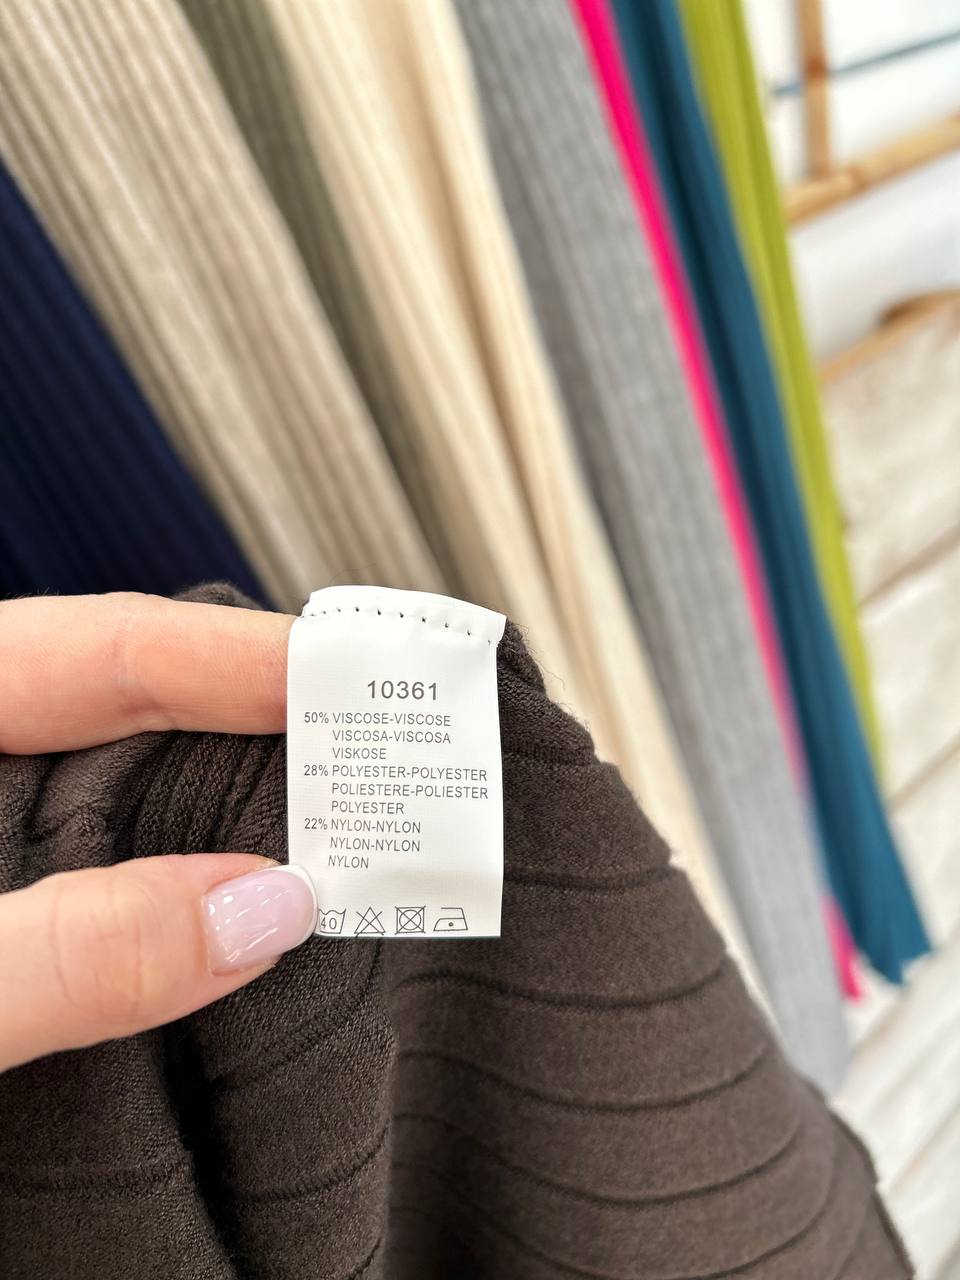 10361
50% VISCOSE-VISCOSE
VISCOSA-VISCOSA
VISKOSE
28% POLYESTER-POLYESTER
POLIESTERE-POLIESTER
POLYESTER
22% NYLON-NYLON
NYLON-NYLON
NYLON
40